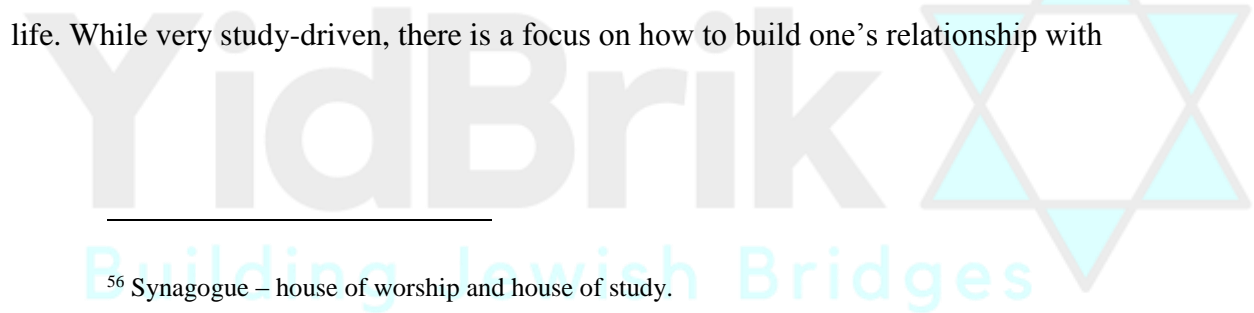 life. While very study-driven, there is a focus on how to build one’s relationship with
YidBrik
Building Jewish Bridges
56 Synagogue – house of worship and house of study.